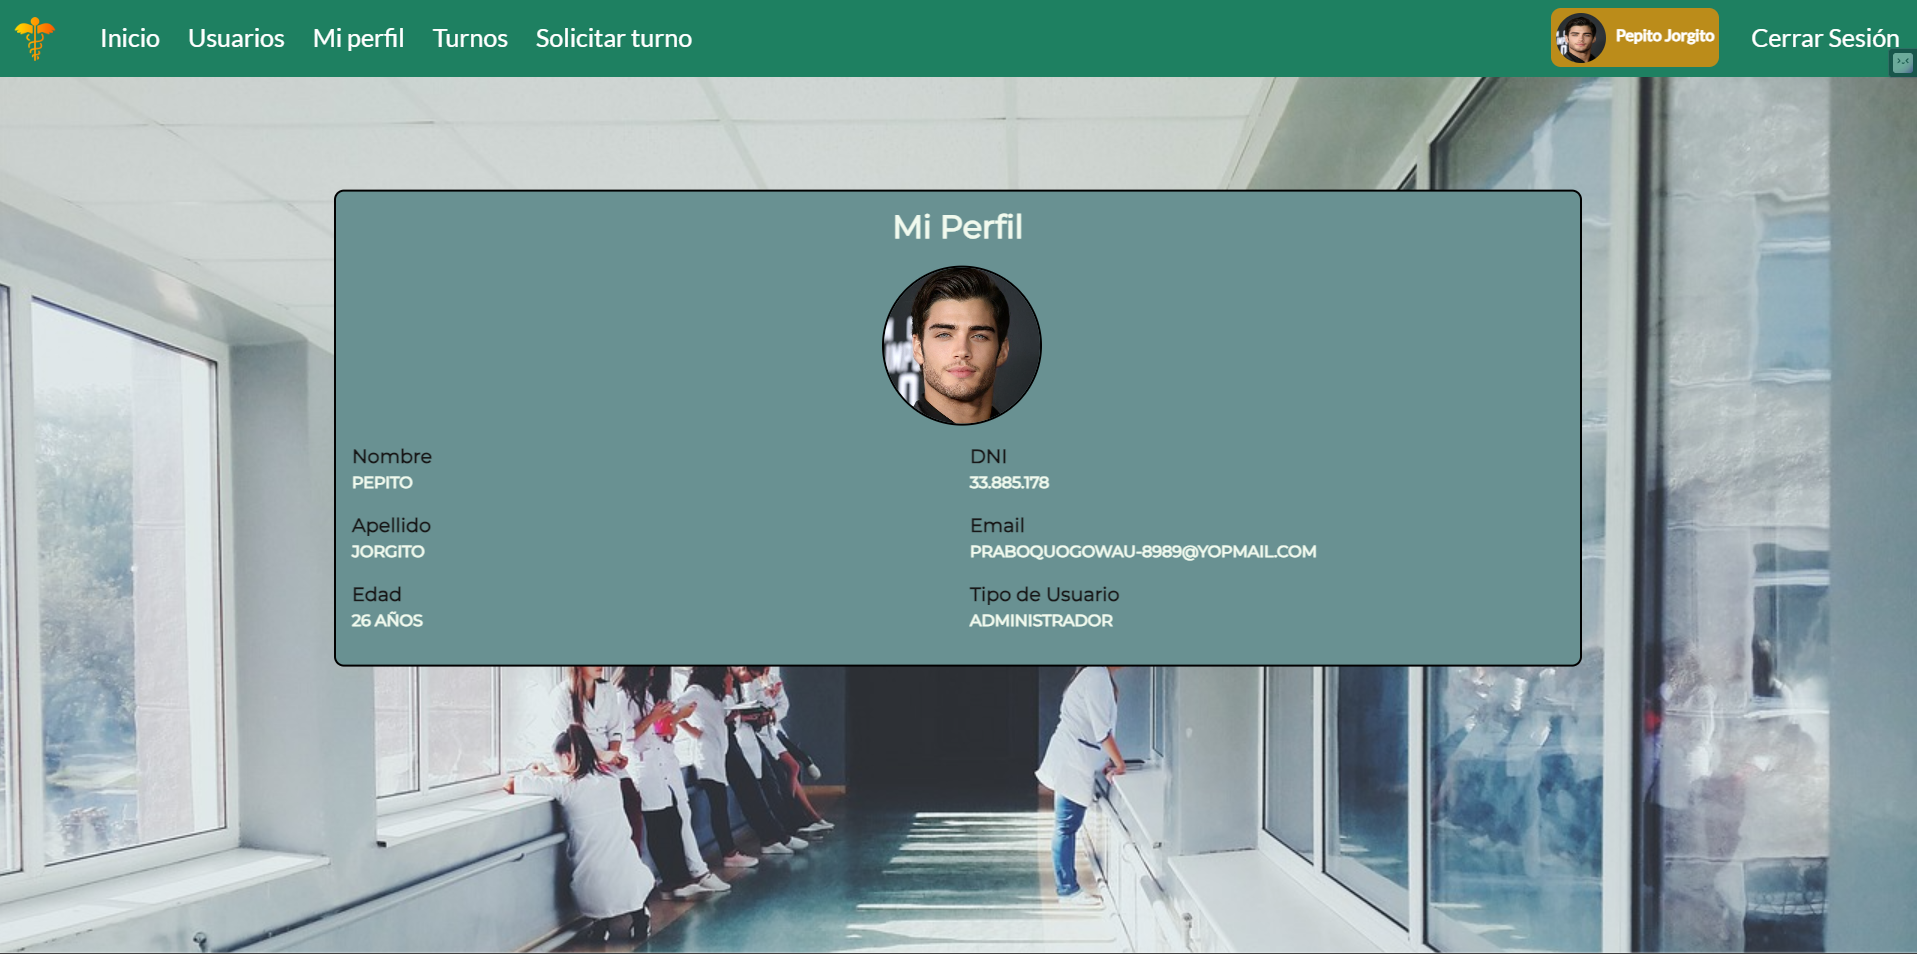 Inicio Usuarios Mi perfil Turnos Solicitar turno Pepito Jorgito Cerrar Sesión
Mi Perfil
Nombre
PEPITO
DNI
33.885.178
Apellido
JORGITO
Email
PRABOQUOGOWAU-8989@YOPMAIL.COM
Edad
26 AÑOS
Tipo de Usuario
ADMINISTRADOR